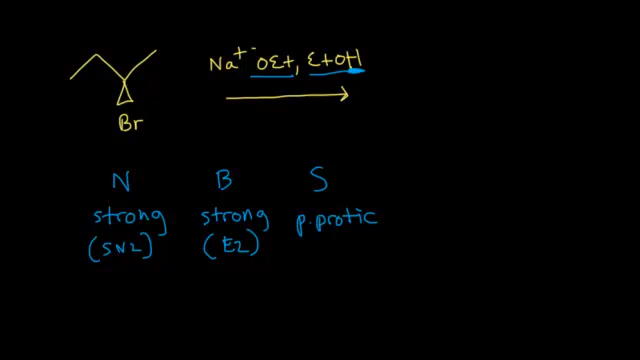 Na⁺ ⁻OEt, EtOH
Br
N B S
strong strong p. protic
(SN2) (E2)